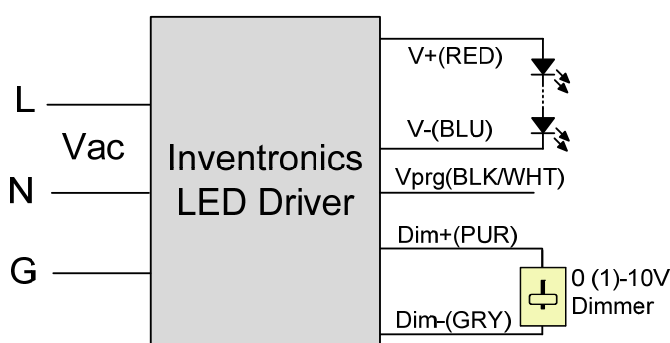 L
Vac
N
G
Inventronics
LED Driver
V+(RED)
V-(BLU)
Vprg(BLK/WHT)
Dim+(PUR)
Dim-(GRY)
0 (1)-10V
Dimmer